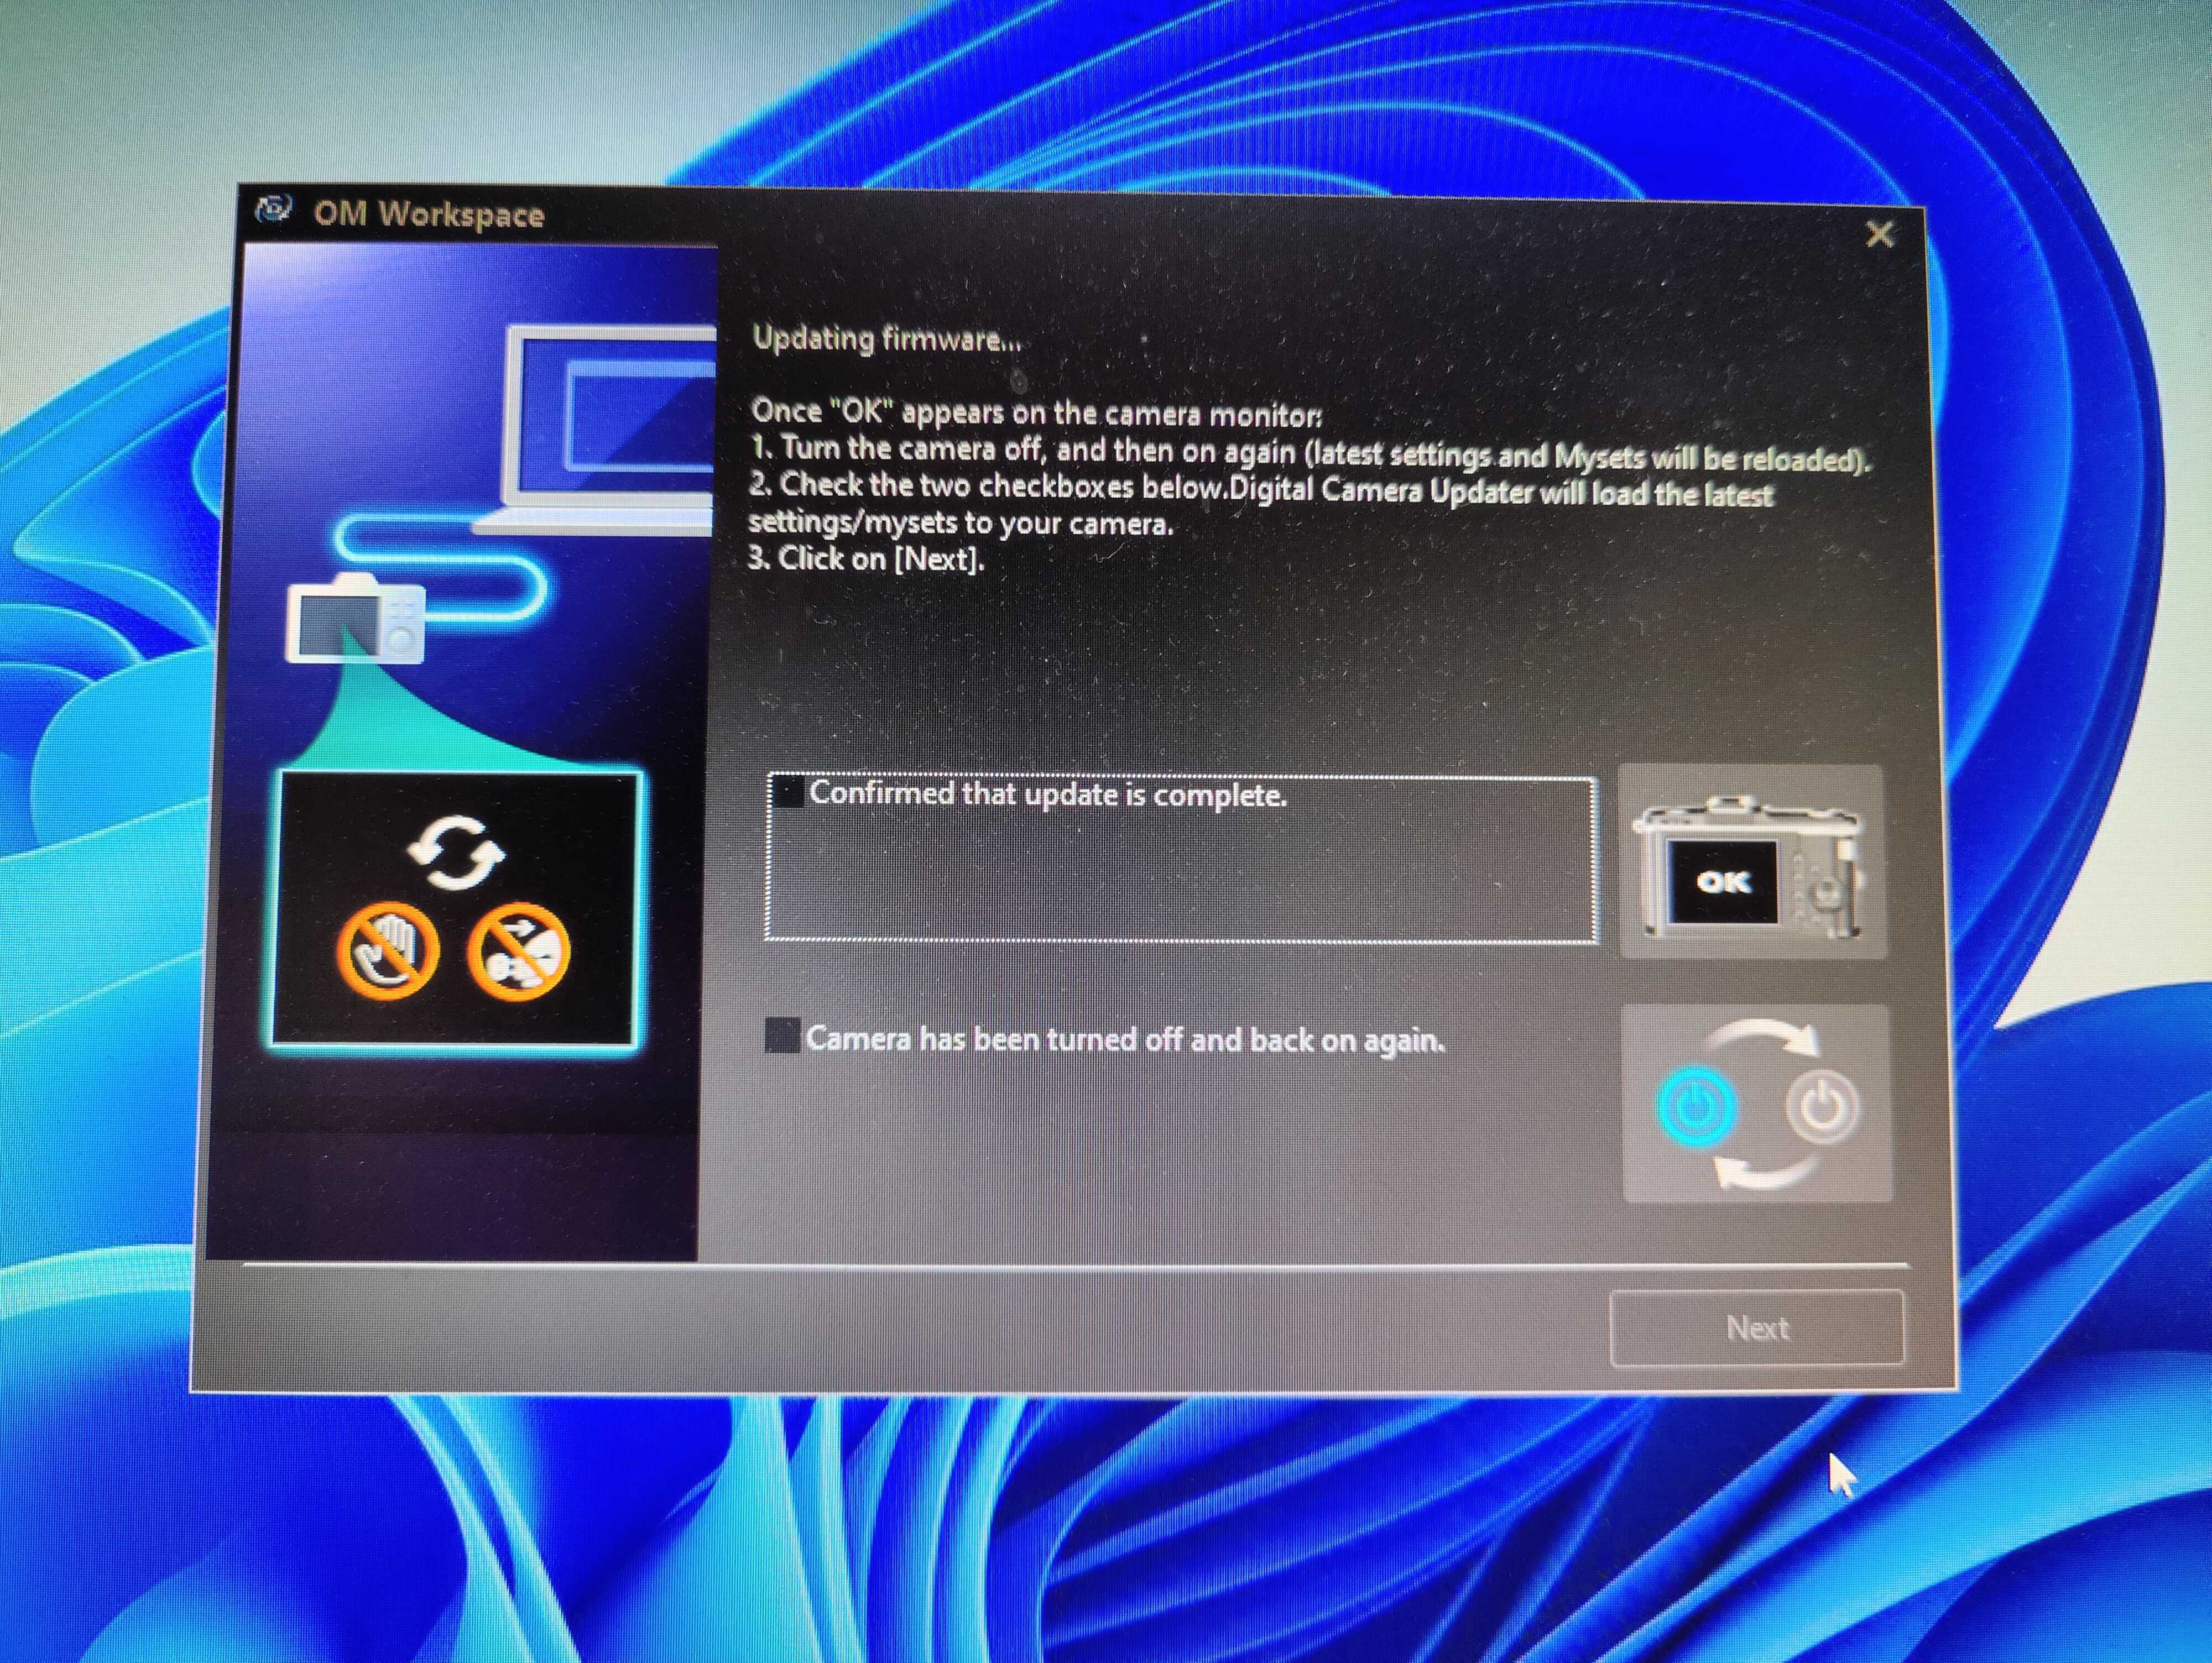 OM Workspace
Updating firmware...
Once "OK" appears on the camera monitor:
1. Turn the camera off, and then on again (latest settings and Mysets will be reloaded).
2. Check the two checkboxes below.Digital Camera Updater will load the latest
settings/mysets to your camera.
3. Click on [Next].
Confirmed that update is complete.
OK
Camera has been turned off and back on again.
Next